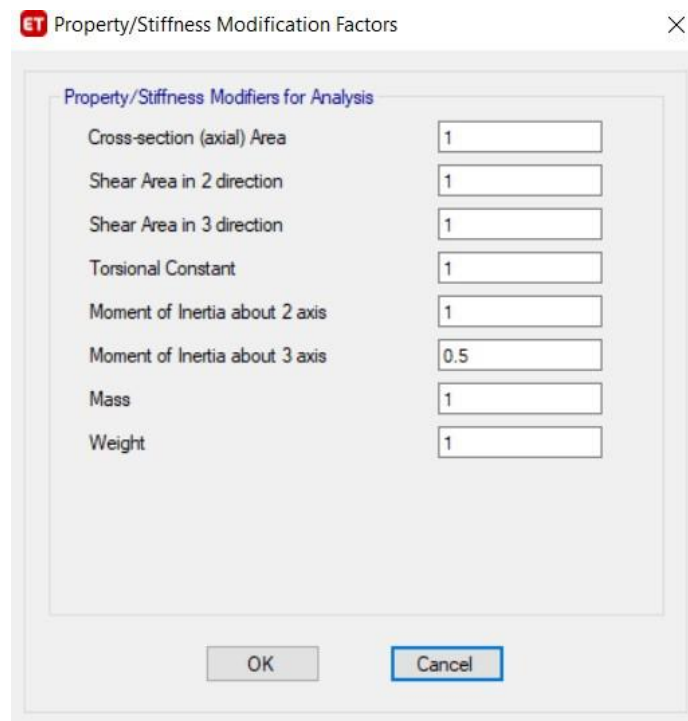 ET Property/Stiffness Modification Factors
Property/Stiffness Modifiers for Analysis
Cross-section (axial) Area 1
Shear Area in 2 direction 1
Shear Area in 3 direction 1
Torsional Constant 1
Moment of Inertia about 2 axis 1
Moment of Inertia about 3 axis 0.5
Mass 1
Weight 1
OK Cancel